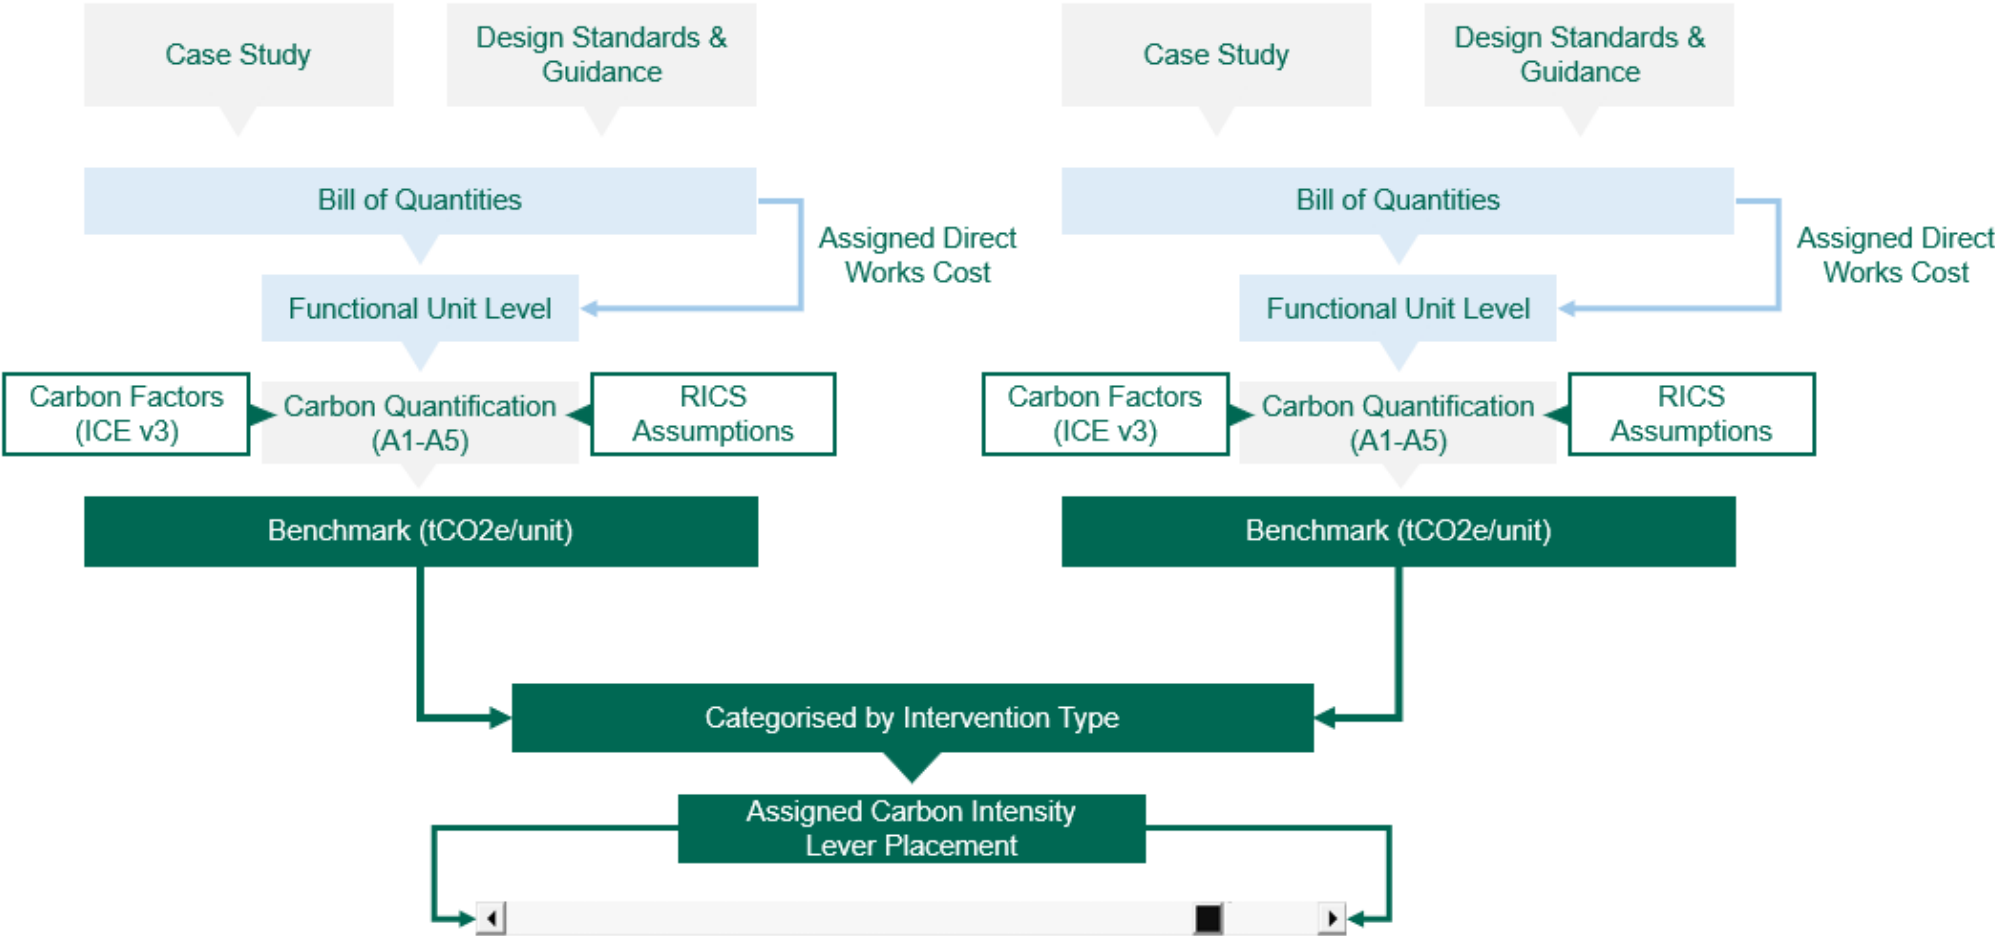 Case Study
Design Standards &
Guidance
Case Study
Design Standards &
Guidance
Bill of Quantities
Assigned Direct
Works Cost
Bill of Quantities
Assigned Direct
Works Cost
Functional Unit Level
Functional Unit Level
Carbon Factors
(ICE v3)
Carbon Quantification
(A1-A5)
RICS
Assumptions
Carbon Factors
(ICE v3)
Carbon Quantification
(A1-A5)
RICS
Assumptions
Benchmark (tCO2e/unit)
Benchmark (tCO2e/unit)
Categorised by Intervention Type
Assigned Carbon Intensity
Lever Placement